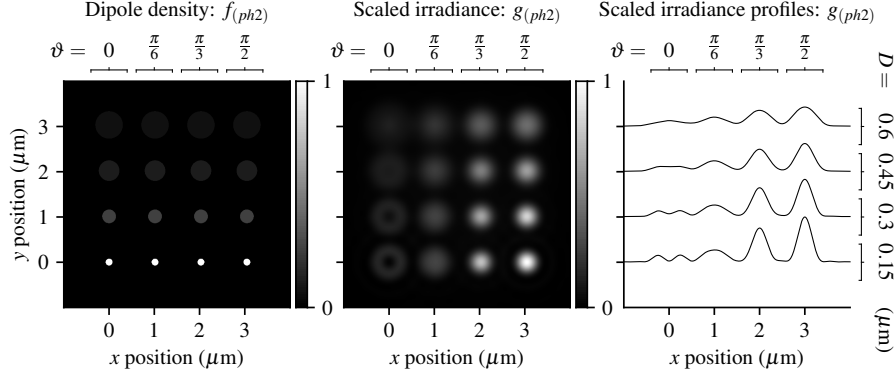 Dipole density: f(ph2)
ϑ = 0 π/6 π/3 π/2
3
2
1
0
y position (μm)
0 1 2 3
x position (μm)
1
0
Scaled irradiance: g(ph2)
ϑ = 0 π/6 π/3 π/2
0 1 2 3
x position (μm)
1
0
Scaled irradiance profiles: g(ph2)
ϑ = 0 π/6 π/3 π/2
0 1 2 3
x position (μm)
D = 0.6 0.45 0.3 0.15 (μm)